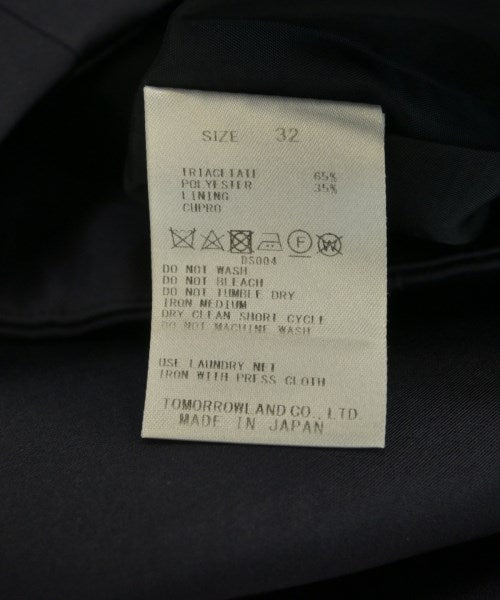 SIZE 32
TRIACETATE 65%
POLYESTER 35%
LINING
CUPRO
F W
DS004
DO NOT WASH
DO NOT BLEACH
DO NOT TUMBLE DRY
IRON MEDIUM
DRY CLEAN SHORT CYCLE
DO NOT MACHINE WASH
USE LAUNDRY NET
IRON WITH PRESS CLOTH
TOMORROWLAND CO., LTD.
MADE IN JAPAN